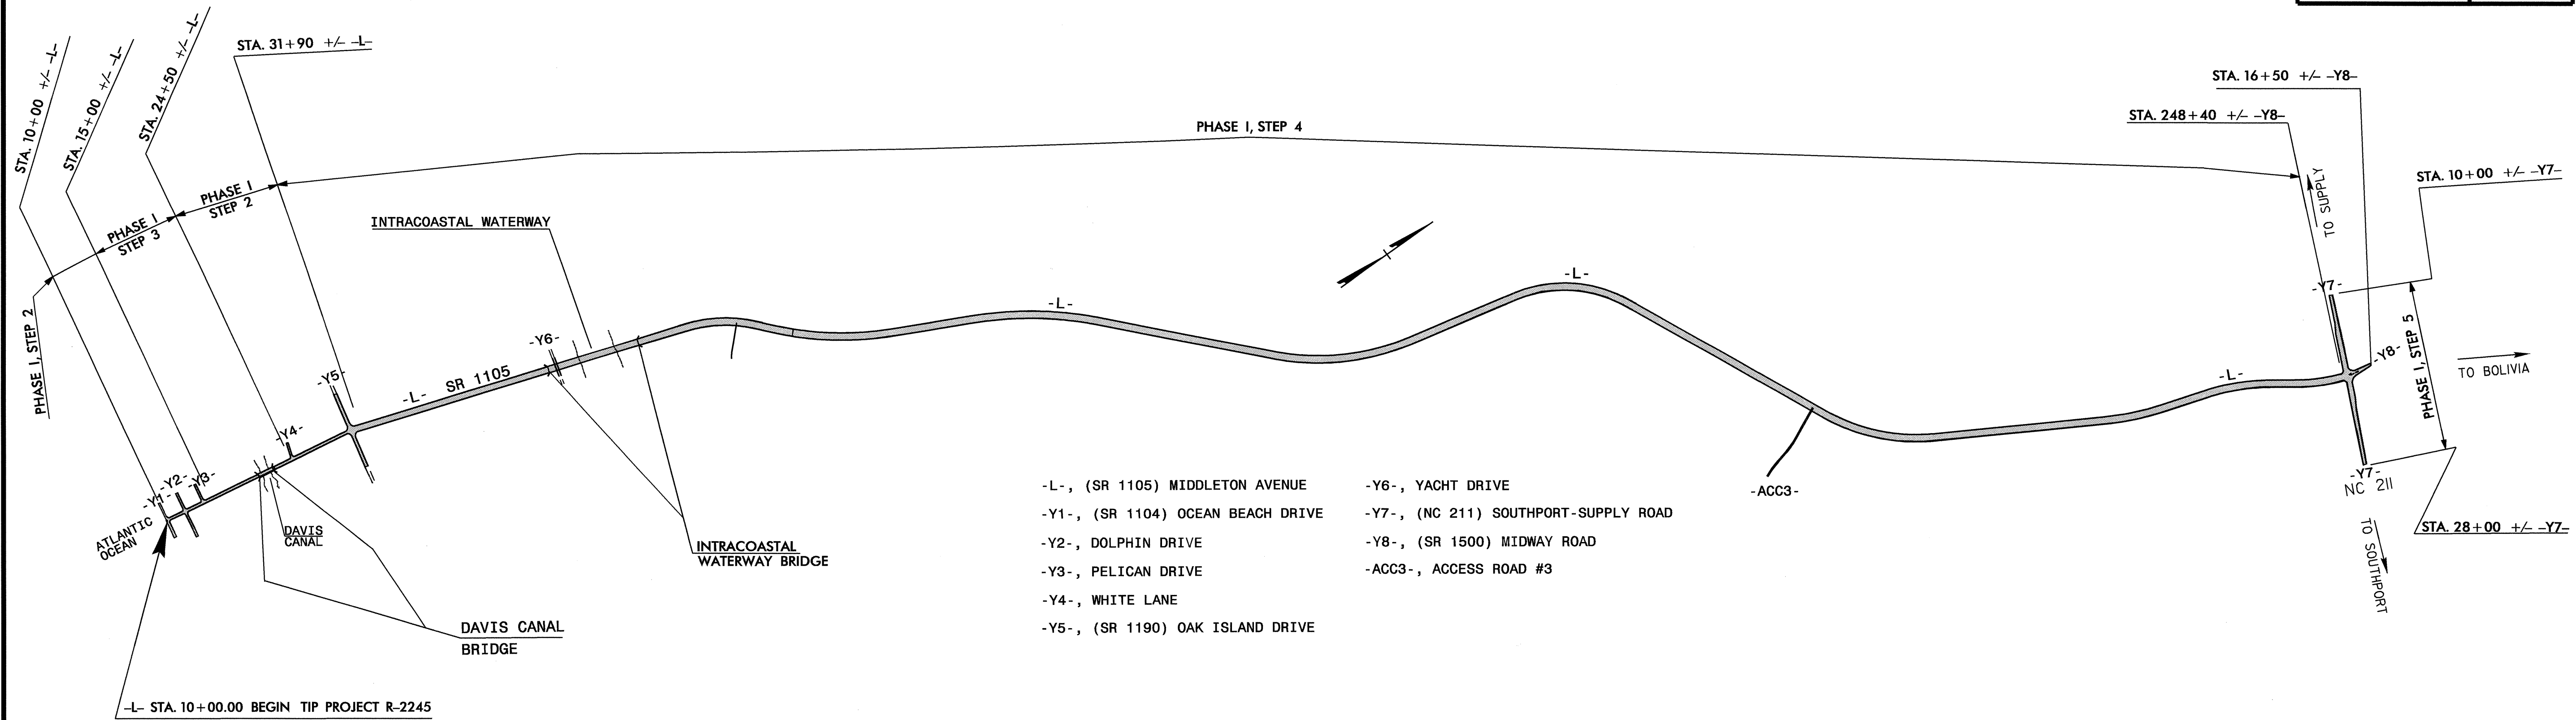 STA. 10+00 +/- -L-
STA. 15+00 +/- -L-
STA. 24+50 +/- -L-
STA. 31+90 +/- -L-
PHASE I, STEP 4
STA. 16+50 +/- -Y8-
STA. 248+40 +/- -Y8-
STA. 10+00 +/- -Y7-
TO SUPPLY
PHASE I
STEP 3
PHASE I
STEP 2
PHASE I, STEP 2
INTRACOASTAL WATERWAY
-L-
-L-
-Y7-
PHASE I, STEP 5
-Y8-
TO BOLIVIA
-Y6-
-Y5-
-L-
SR 1105
-L-
-Y4-
-Y1-
-Y2-
-Y3-
ATLANTIC
OCEAN
DAVIS
CANAL
INTRACOASTAL
WATERWAY BRIDGE
DAVIS CANAL
BRIDGE
-L-, (SR 1105) MIDDLETON AVENUE
-Y1-, (SR 1104) OCEAN BEACH DRIVE
-Y2-, DOLPHIN DRIVE
-Y3-, PELICAN DRIVE
-Y4-, WHITE LANE
-Y5-, (SR 1190) OAK ISLAND DRIVE
-Y6-, YACHT DRIVE
-Y7-, (NC 211) SOUTHPORT-SUPPLY ROAD
-Y8-, (SR 1500) MIDWAY ROAD
-ACC3-, ACCESS ROAD #3
-ACC3-
-Y7-
NC 211
TO SOUTHPORT
STA. 28+00 +/- -Y7-
-L- STA. 10+00.00 BEGIN TIP PROJECT R-2245